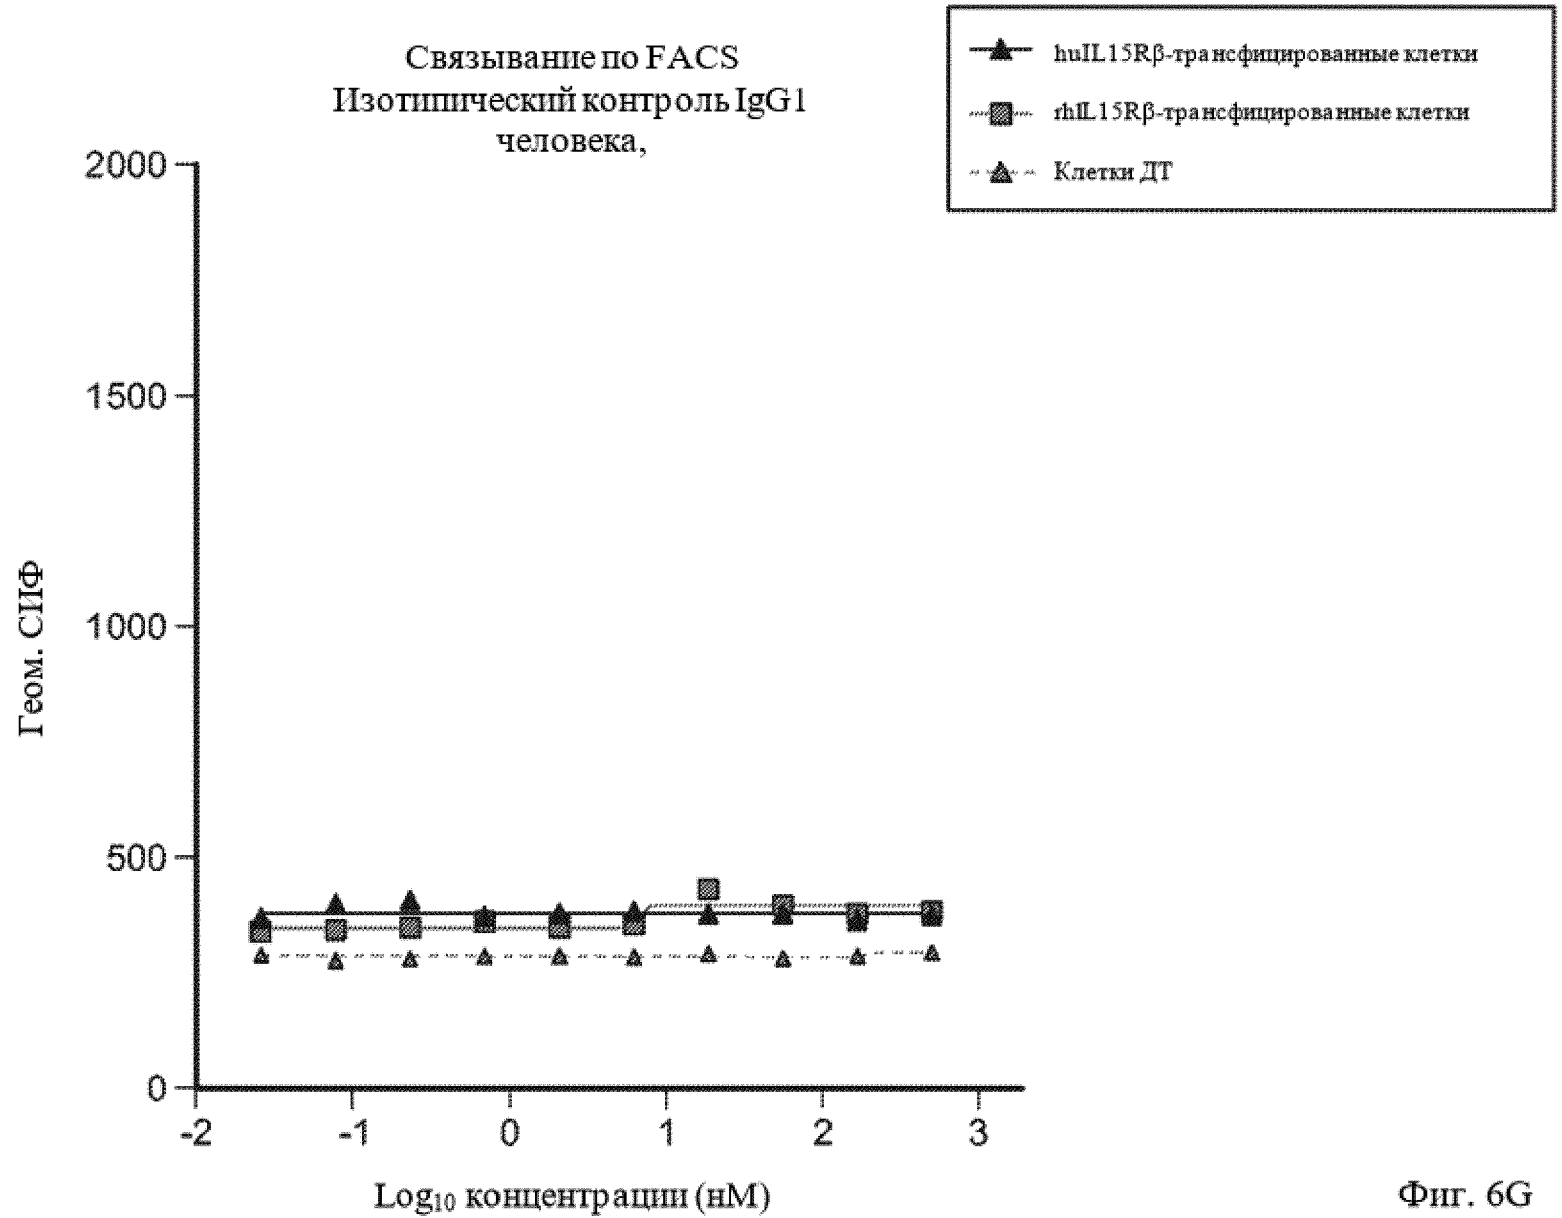 Связывание по FACS
Изотипический контроль IgG1
человека,
huIL15Rβ-трансфицированные клетки
rhIL15Rβ-трансфицированные клетки
Клетки ДТ
2000
1500
1000
500
0
Геом. СИФ
-2 -1 0 1 2 3
Log₁₀ концентрации (нМ)
Фиг. 6G